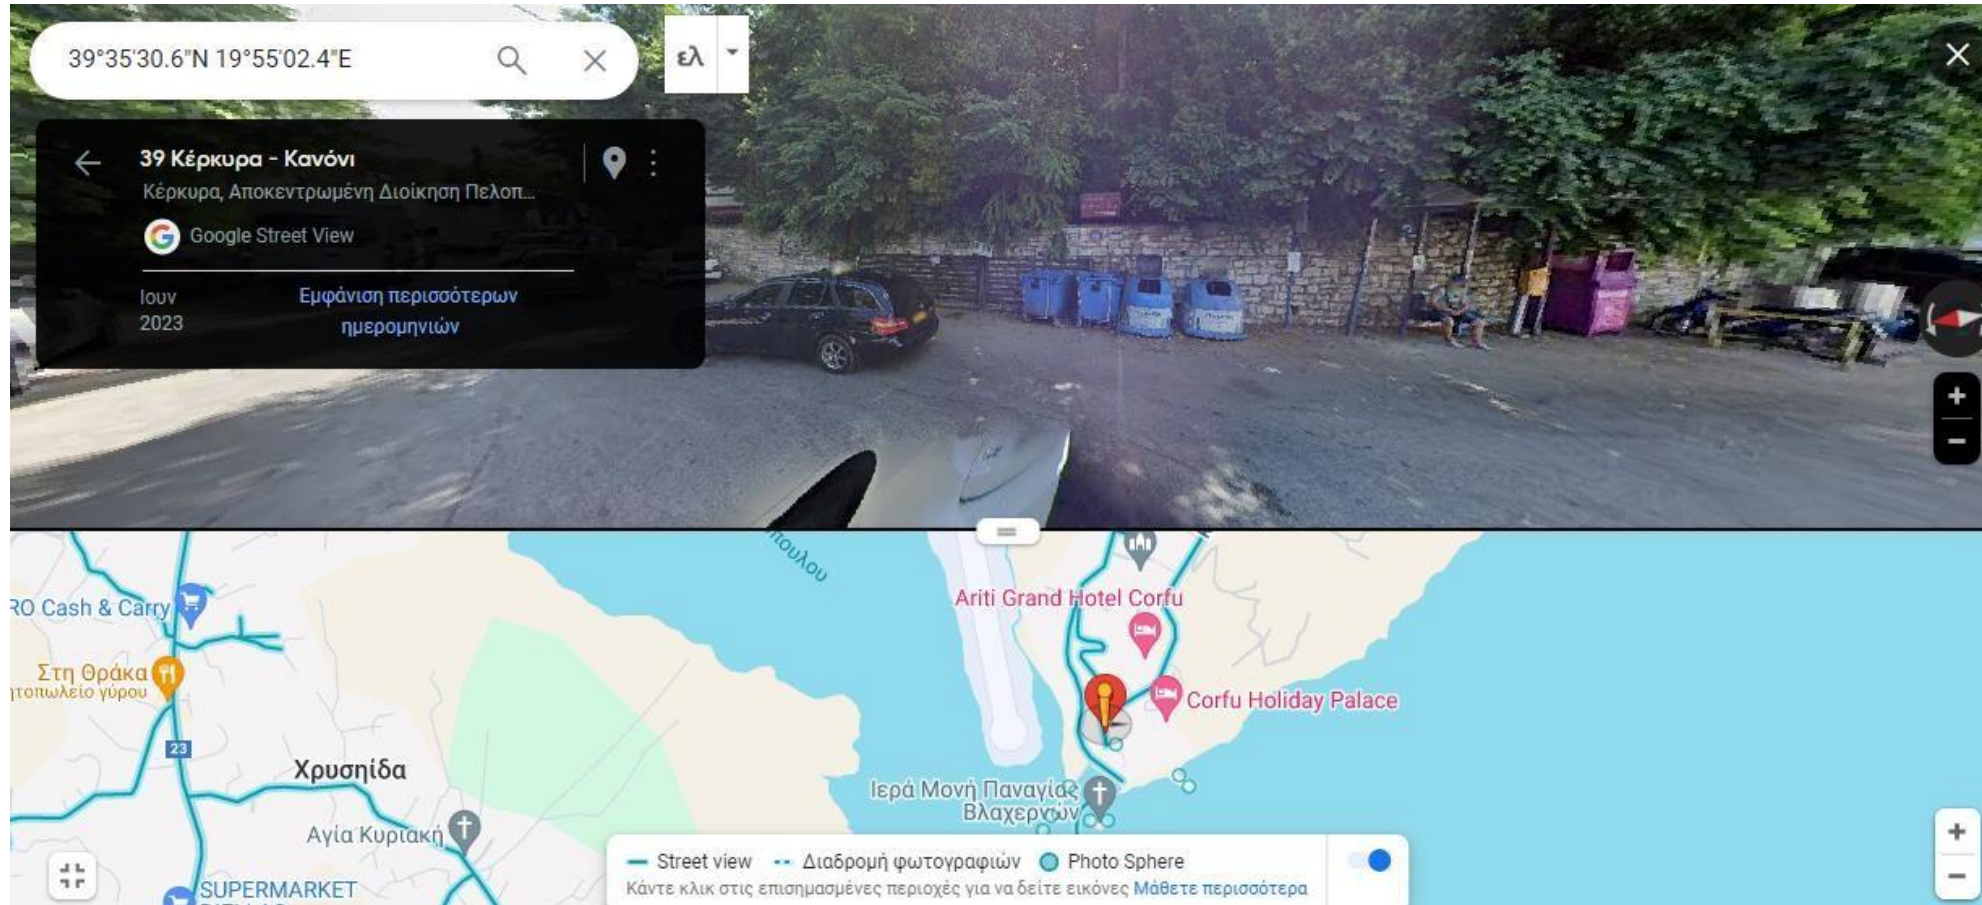 39°35'30.6"N 19°55'02.4"E
ελ
39 Κέρκυρα - Κανόνι
Κέρκυρα, Αποκεντρωμένη Διοίκηση Πελοπ...
Google Street View
Ιουν
2023
Εμφάνιση περισσότερων
ημερομηνιών
πουλου
RO Cash & Carry
Ariti Grand Hotel Corfu
Στη Θράκα
ητοπωλείο γύρου
Corfu Holiday Palace
23
Χρυσηίδα
Ιερά Μονή Παναγίας
Βλαχερνών
Αγία Κυριακή
Street view
Διαδρομή φωτογραφιών
Photo Sphere
Κάντε κλικ στις επισημασμένες περιοχές για να δείτε εικόνες Μάθετε περισσότερα
SUPERMARKET